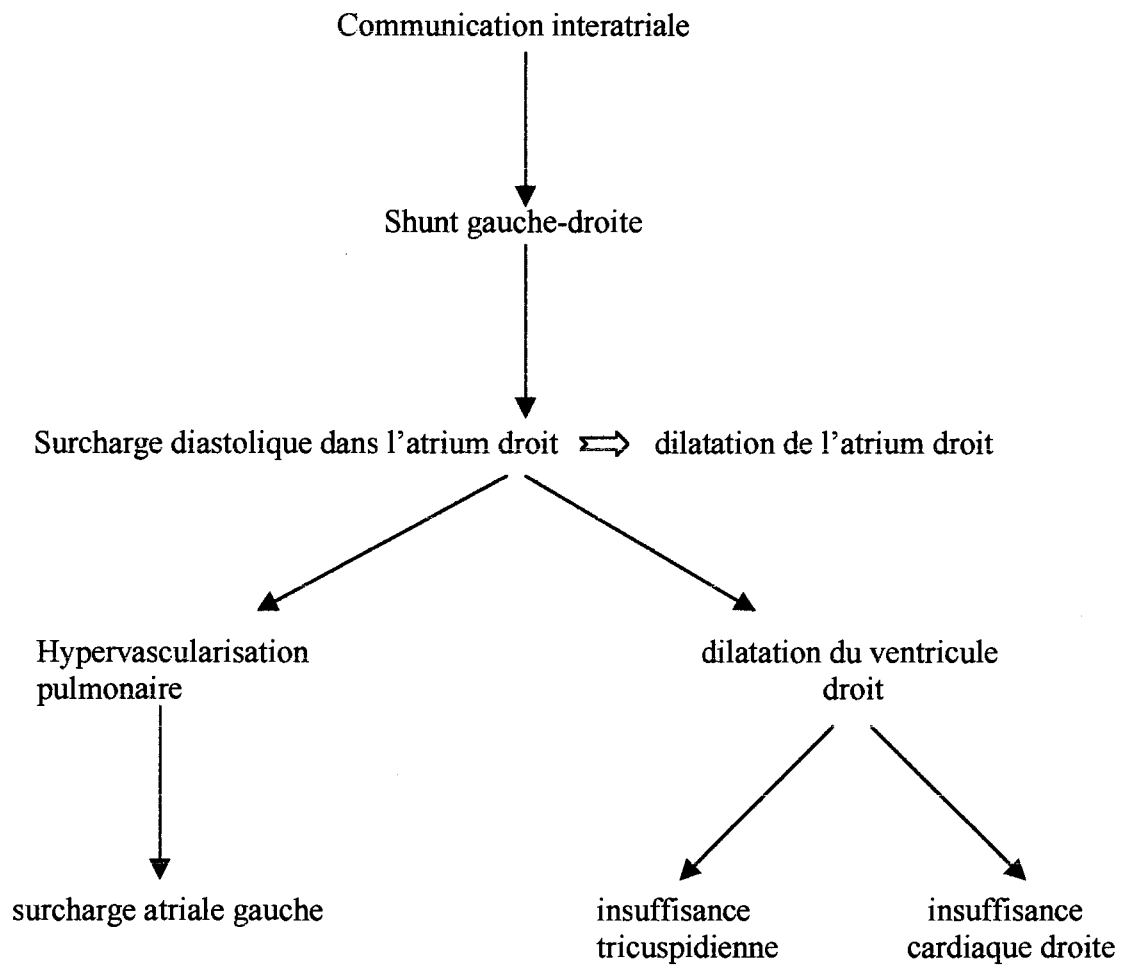 Communication interatriale
Shunt gauche-droite
Surcharge diastolique dans l'atrium droit ⇒ dilatation de l'atrium droit
Hypervascularisation
pulmonaire
dilatation du ventricule
droit
surcharge atriale gauche
insuffisance
tricuspidienne
insuffisance
cardiaque droite